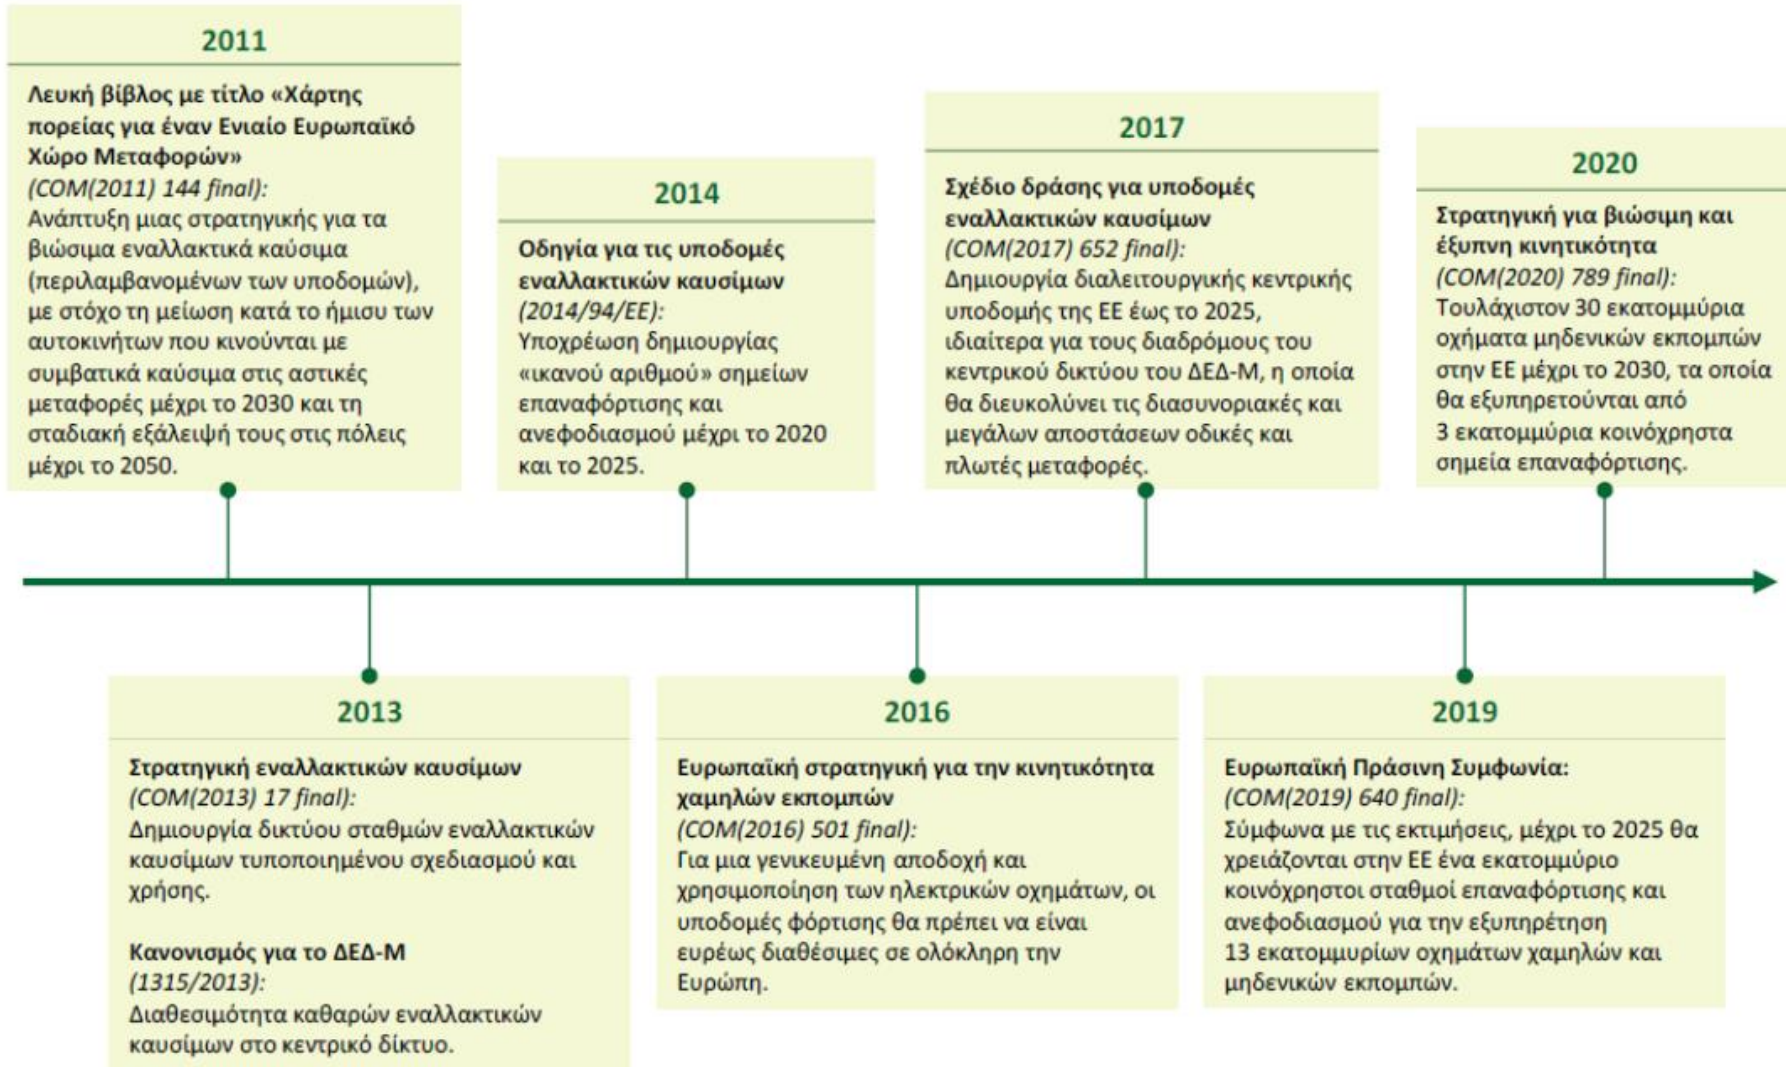 2011
Λευκή βίβλος με τίτλο «Χάρτης
πορείας για έναν Ενιαίο Ευρωπαϊκό
Χώρο Μεταφορών»
(COM(2011) 144 final):
Ανάπτυξη μιας στρατηγικής για τα
βιώσιμα εναλλακτικά καύσιμα
(περιλαμβανομένων των υποδομών),
με στόχο τη μείωση κατά το ήμισυ των
αυτοκινήτων που κινούνται με
συμβατικά καύσιμα στις αστικές
μεταφορές μέχρι το 2030 και τη
σταδιακή εξάλειψή τους στις πόλεις
μέχρι το 2050.
2013
Στρατηγική εναλλακτικών καυσίμων
(COM(2013) 17 final):
Δημιουργία δικτύου σταθμών εναλλακτικών
καυσίμων τυποποιημένου σχεδιασμού και
χρήσης.
Κανονισμός για το ΔΕΔ-Μ
(1315/2013):
Διαθεσιμότητα καθαρών εναλλακτικών
καυσίμων στο κεντρικό δίκτυο.
2014
Οδηγία για τις υποδομές
εναλλακτικών καυσίμων
(2014/94/ΕΕ):
Υποχρέωση δημιουργίας
«ικανού αριθμού» σημείων
επαναφόρτισης και
ανεφοδιασμού μέχρι το 2020
και το 2025.
2016
Ευρωπαϊκή στρατηγική για την κινητικότητα
χαμηλών εκπομπών
(COM(2016) 501 final):
Για μια γενικευμένη αποδοχή και
χρησιμοποίηση των ηλεκτρικών οχημάτων, οι
υποδομές φόρτισης θα πρέπει να είναι
ευρέως διαθέσιμες σε ολόκληρη την
Ευρώπη.
2017
Σχέδιο δράσης για υποδομές
εναλλακτικών καυσίμων
(COM(2017) 652 final):
Δημιουργία διαλειτουργικής κεντρικής
υποδομής της ΕΕ έως το 2025,
ιδιαίτερα για τους διαδρόμους του
κεντρικού δικτύου του ΔΕΔ-Μ, η οποία
θα διευκολύνει τις διασυνοριακές και
μεγάλων αποστάσεων οδικές και
πλωτές μεταφορές.
2019
Ευρωπαϊκή Πράσινη Συμφωνία:
(COM(2019) 640 final):
Σύμφωνα με τις εκτιμήσεις, μέχρι το 2025 θα
χρειάζονται στην ΕΕ ένα εκατομμύριο
κοινόχρηστοι σταθμοί επαναφόρτισης και
ανεφοδιασμού για την εξυπηρέτηση
13 εκατομμυρίων οχημάτων χαμηλών και
μηδενικών εκπομπών.
2020
Στρατηγική για βιώσιμη και
έξυπνη κινητικότητα
(COM(2020) 789 final):
Τουλάχιστον 30 εκατομμύρια
οχήματα μηδενικών εκπομπών
στην ΕΕ μέχρι το 2030, τα οποία
θα εξυπηρετούνται από
3 εκατομμύρια κοινόχρηστα
σημεία επαναφόρτισης.